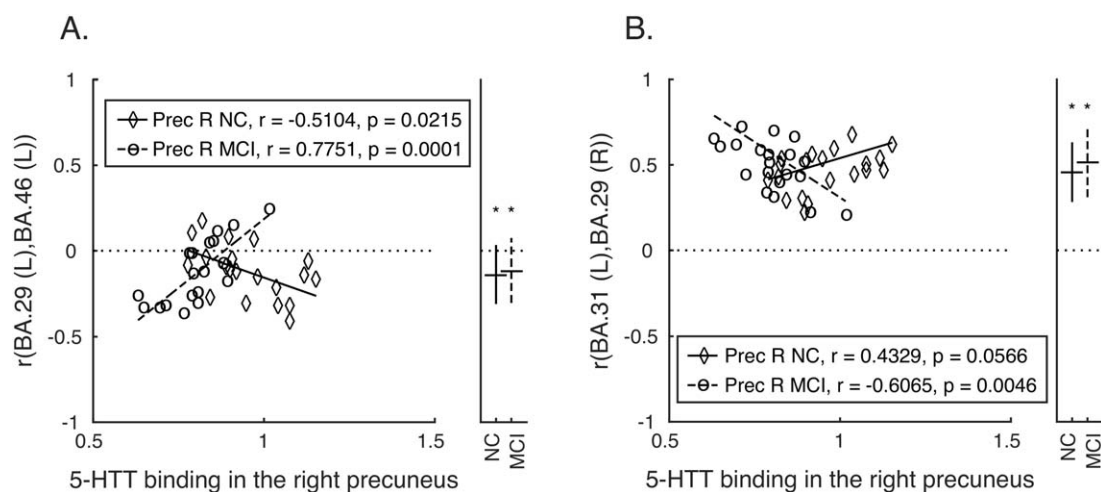 A.
r(BA.29 (L),BA.46 (L))
1
0.5
0
-0.5
-1
Prec R NC, r = -0.5104, p = 0.0215
Prec R MCI, r = 0.7751, p = 0.0001
* *
0.5 1 1.5
NC
MCI
5-HTT binding in the right precuneus
B.
r(BA.31 (L),BA.29 (R))
1
0.5
0
-0.5
-1
* *
Prec R NC, r = 0.4329, p = 0.0566
Prec R MCI, r = -0.6065, p = 0.0046
0.5 1 1.5
NC
MCI
5-HTT binding in the right precuneus